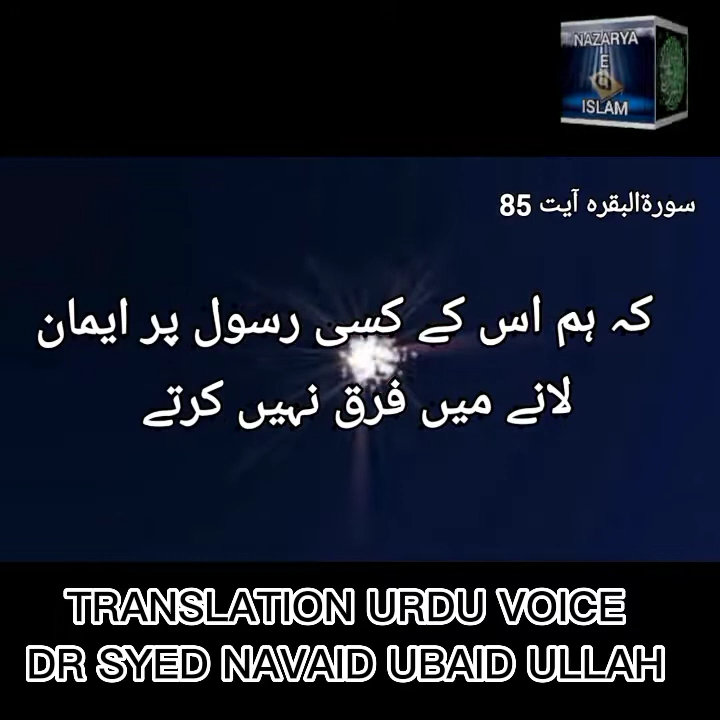 NAZARYA
E
ISLAM
سورۃالبقرہ آیت 85
کہ ہم اس کے کسی رسول پر ایمان
لانے میں فرق نہیں کرتے
TRANSLATION URDU VOICE
DR SYED NAVAID UBAID ULLAH